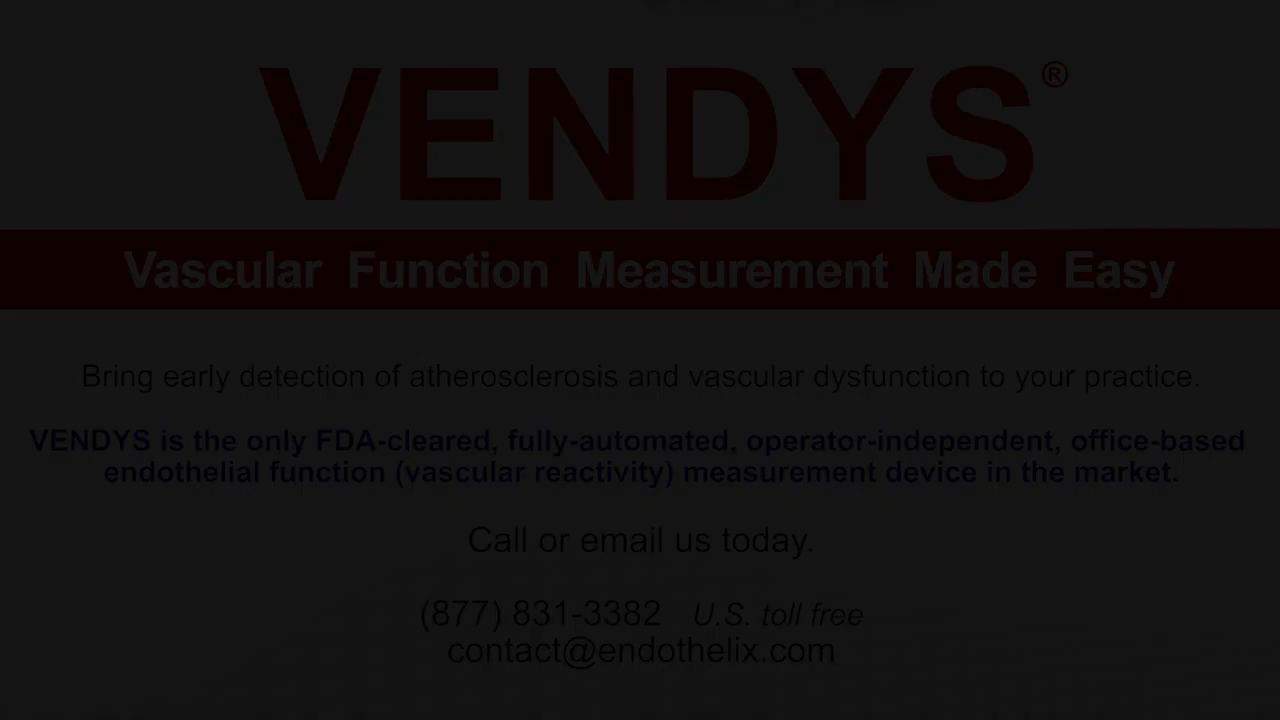 VENDYS®
Vascular Function Measurement Made Easy
Bring early detection of atherosclerosis and vascular dysfunction to your practice.
VENDYS is the only FDA-cleared, fully-automated, operator-independent, office-based
endothelial function (vascular reactivity) measurement device in the market.
Call or email us today.
(877) 831-3382 U.S. toll free
contact@endothelix.com